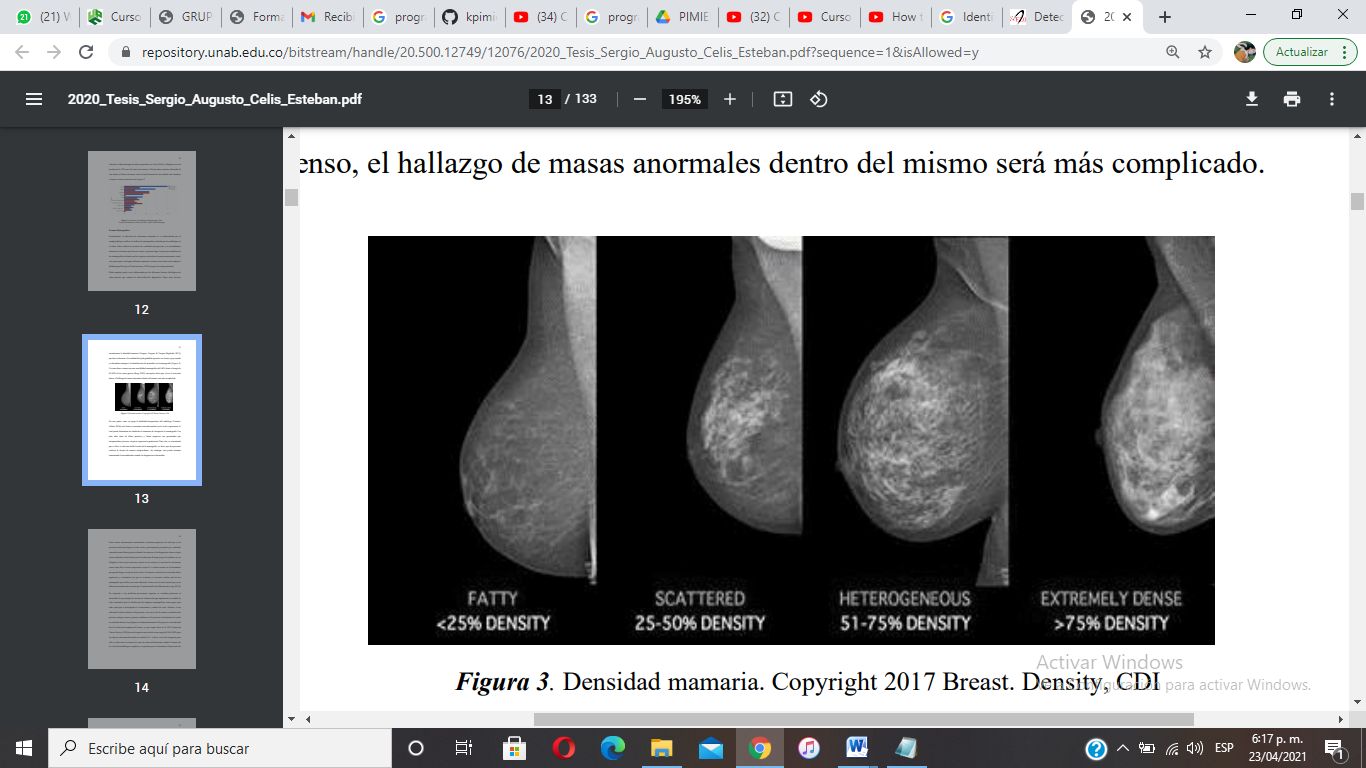 (21) W
Curso
GRUP
Forma
Recibi
progr
kpimi
(34) C
progr
PIMIE
(32) C
Curso
How t
Identi
Detec
20
repository.unab.edu.co/bitstream/handle/20.500.12749/12076/2020_Tesis_Sergio_Augusto_Celis_Esteban.pdf?sequence=1&isAllowed=y
Actualizar
2020_Tesis_Sergio_Augusto_Celis_Esteban.pdf
13 / 133
195%
12
13
14
enso, el hallazgo de masas anormales dentro del mismo será más complicado.
FATTY
<25% DENSITY
SCATTERED
25-50% DENSITY
HETEROGENEOUS
51-75% DENSITY
EXTREMELY DENSE
>75% DENSITY
Figura 3. Densidad mamaria. Copyright 2017 Breast. Density, CDI
Activar Windows
para activar Windows.
Escribe aquí para buscar
ESP
6:17 p. m.
23/04/2021
1